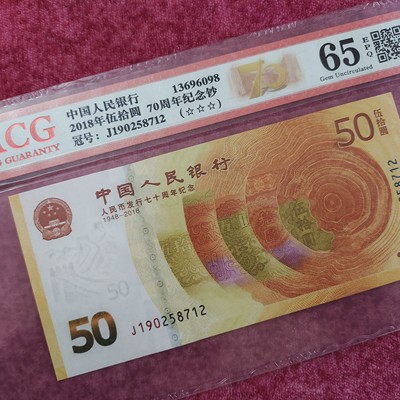 ACG
GUARANTY
中国人民银行 13696098
2018年伍拾圆 70周年纪念钞
冠号：J190258712 (☆☆☆)
70
65 EPQ
Gem Uncirculated
50 伍拾圆
中国人民银行
人民币发行七十周年纪念
1948-2018
50
50 J190258712
58712